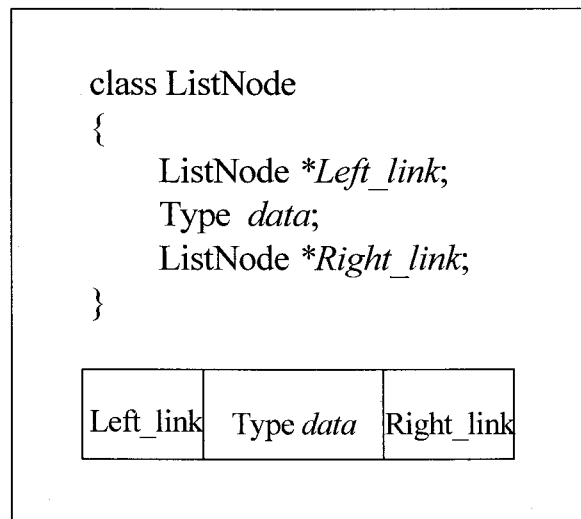 class ListNode
{
ListNode *Left_link;
Type data;
ListNode *Right_link;
}
Left_link Type data Right_link